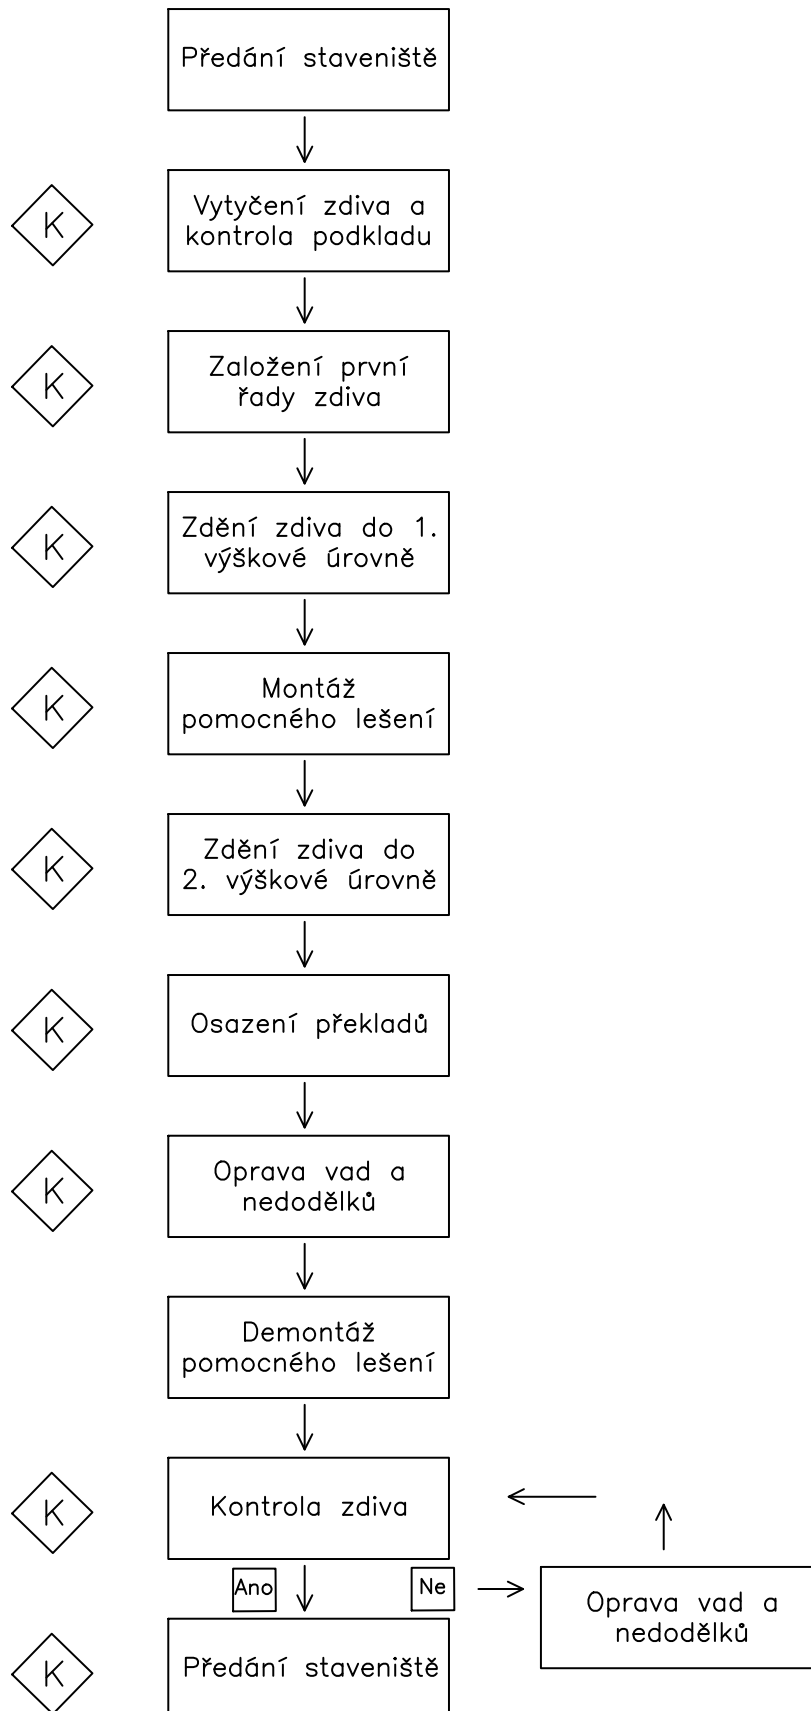 Předání staveniště
K
Vytyčení zdiva a
kontrola podkladu
K
Založení první
řady zdiva
K
Zdění zdiva do 1.
výškové úrovně
K
Montáž
pomocného lešení
K
Zdění zdiva do
2. výškové úrovně
K
Osazení překladů
K
Oprava vad a
nedodělků
Demontáž
pomocného lešení
K
Kontrola zdiva
Ano
Ne
Oprava vad a
nedodělků
K
Předání staveniště